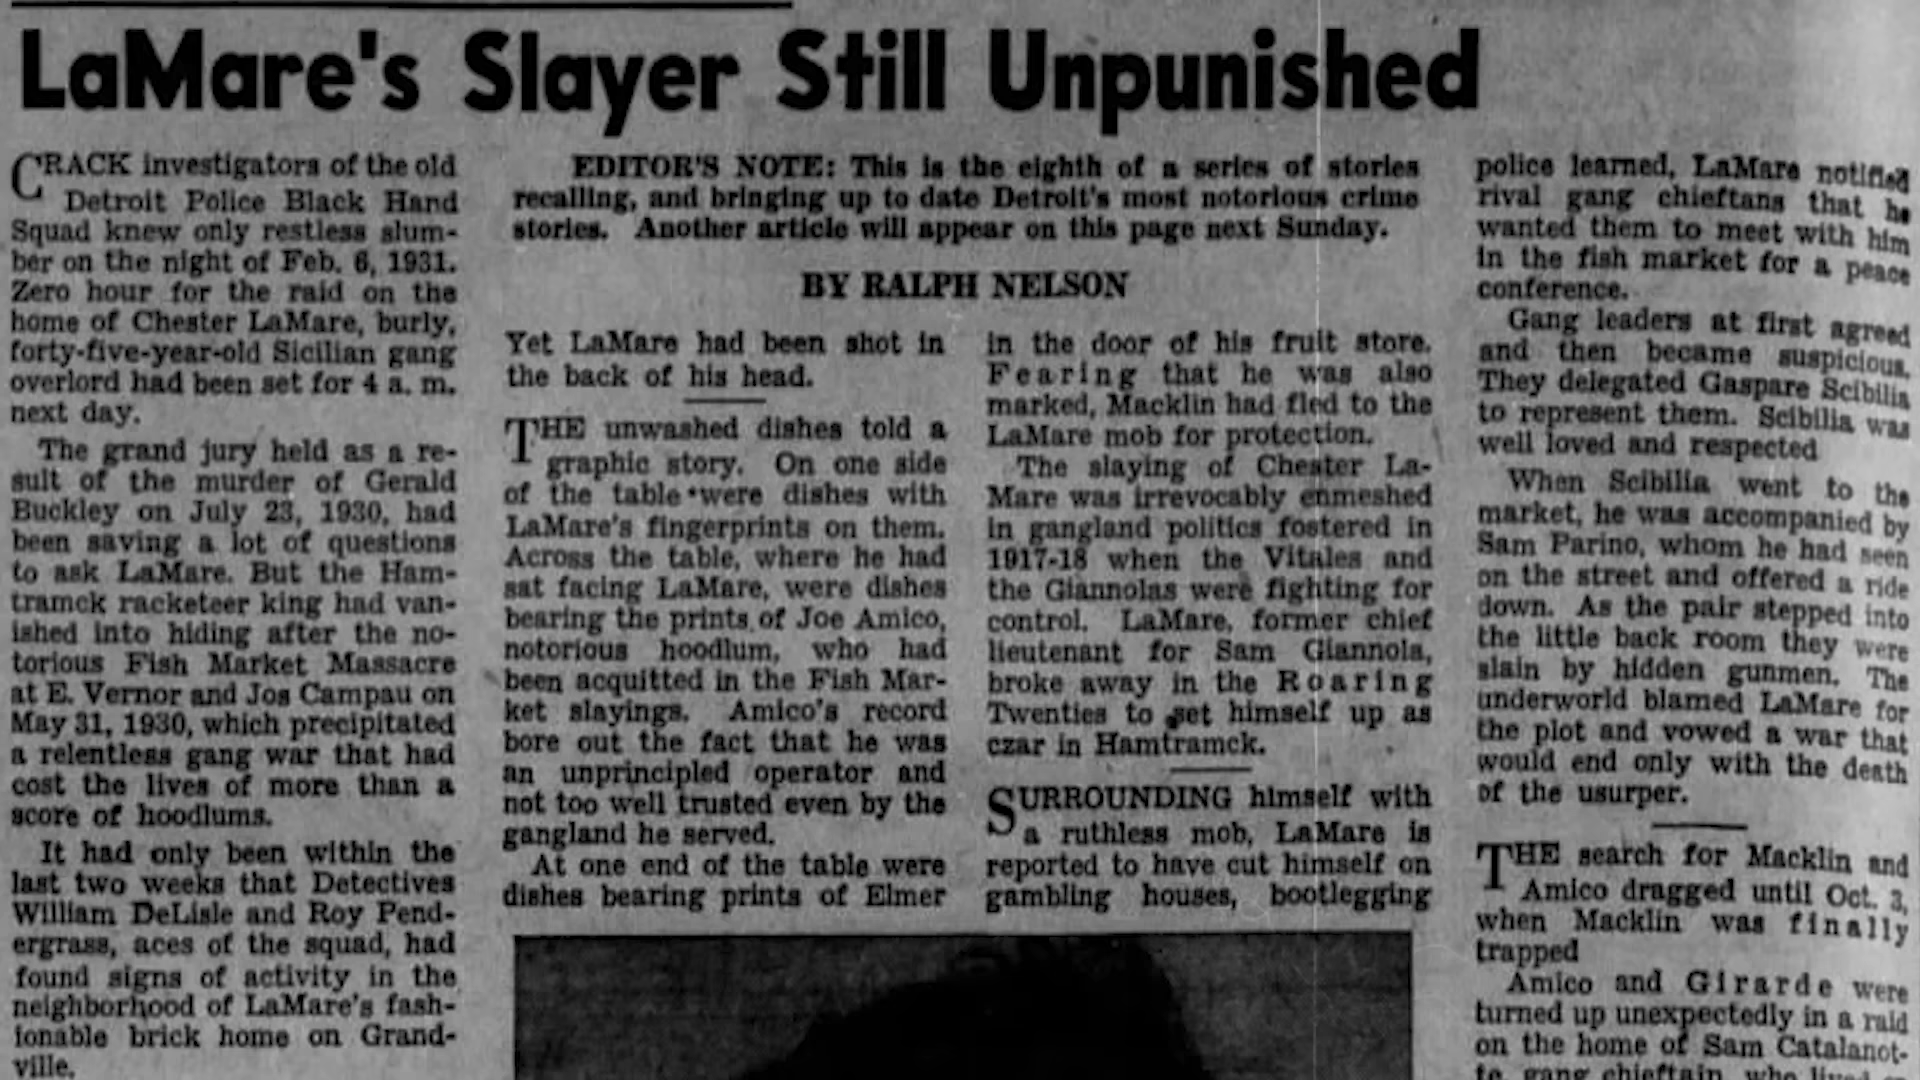 LaMare's Slayer Still Unpunished
CRACK investigators of the old
Detroit Police Black Hand
Squad knew only restless slum-
ber on the night of Feb. 6, 1931.
Zero hour for the raid on the
home of Chester LaMare, burly,
forty-five-year-old Sicilian gang
overlord had been set for 4 a. m.
next day.
The grand jury held as a re-
sult of the murder of Gerald
Buckley on July 23, 1930, had
been saving a lot of questions
to ask LaMare. But the Ham-
tramck racketeer king had van-
ished into hiding after the no-
torious Fish Market Massacre
at E. Vernor and Jos Campau on
May 31, 1930, which precipitated
a relentless gang war that had
cost the lives of more than a
score of hoodlums.
It had only been within the
last two weeks that Detectives
William DeLisle and Roy Pend-
ergrass, aces of the squad, had
found signs of activity in the
neighborhood of LaMare's fash-
ionable brick home on Grand-
ville.
EDITOR'S NOTE: This is the eighth of a series of stories
recalling, and bringing up to date Detroit's most notorious crime
stories. Another article will appear on this page next Sunday.
BY RALPH NELSON
Yet LaMare had been shot in
the back of his head.
THE unwashed dishes told a
graphic story. On one side
of the table were dishes with
LaMare's fingerprints on them.
Across the table, where he had
sat facing LaMare, were dishes
bearing the prints of Joe Amico,
notorious hoodlum, who had
been acquitted in the Fish Mar-
ket slayings. Amico's record
bore out the fact that he was
an unprincipled operator and
not too well trusted even by the
gangland he served.
At one end of the table were
dishes bearing prints of Elmer
in the door of his fruit store.
Fearing that he was also
marked, Macklin had fled to the
LaMare mob for protection.
The slaying of Chester La-
Mare was irrevocably enmeshed
in gangland politics fostered in
1917-18 when the Vitales and
the Giannolas were fighting for
control. LaMare, former chief
lieutenant for Sam Giannola,
broke away in the Roaring
Twenties to set himself up as
czar in Hamtramck.
SURROUNDING himself with
a ruthless mob, LaMare is
reported to have cut himself on
gambling houses, bootlegging
police learned, LaMare notified
rival gang chieftans that he
wanted them to meet with him
in the fish market for a peace
conference.
Gang leaders at first agreed
and then became suspicious.
They delegated Gaspare Scibilia
to represent them. Scibilia was
well loved and respected
When Scibilia went to the
market, he was accompanied by
Sam Parino, whom he had seen
on the street and offered a ride
down. As the pair stepped into
the little back room they were
slain by hidden gunmen. The
underworld blamed LaMare for
the plot and vowed a war that
would end only with the death
of the usurper.
THE search for Macklin and
Amico dragged until Oct. 3,
when Macklin was finally
trapped
Amico and Girarde were
turned up unexpectedly in a raid
on the home of Sam Catalanot-
te, gang chieftain, who lived